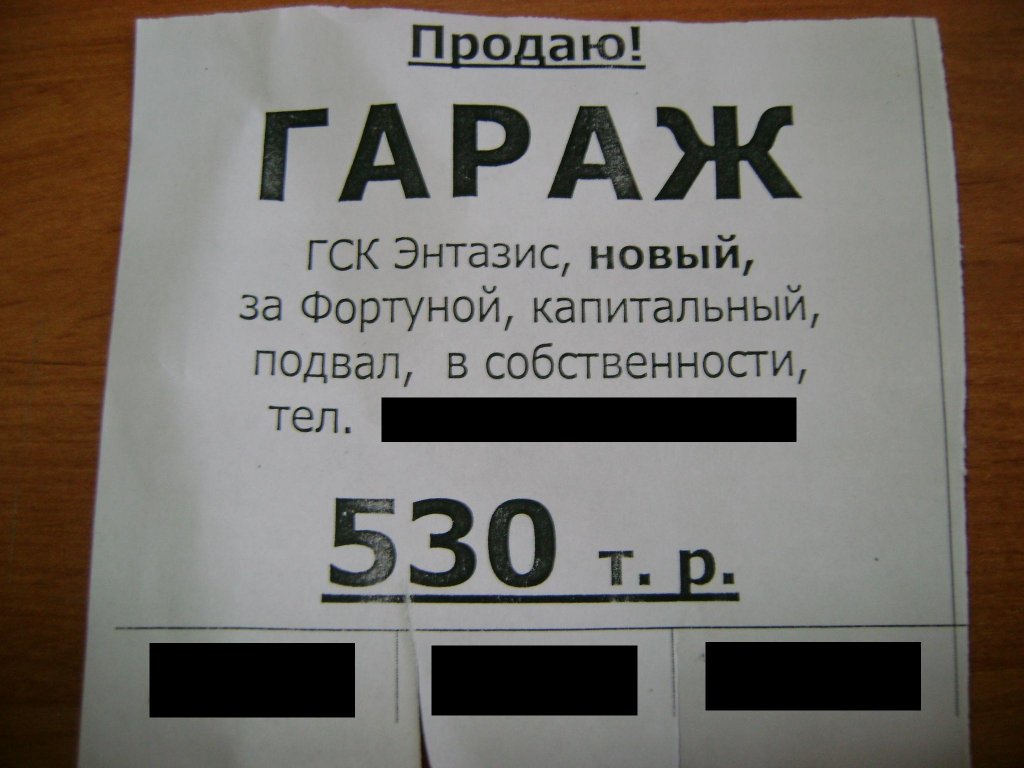 Продаю!
ГАРАЖ
ГСК Энтазис, новый,
за Фортуной, капитальный,
подвал, в собственности,
тел.
530 т. р.